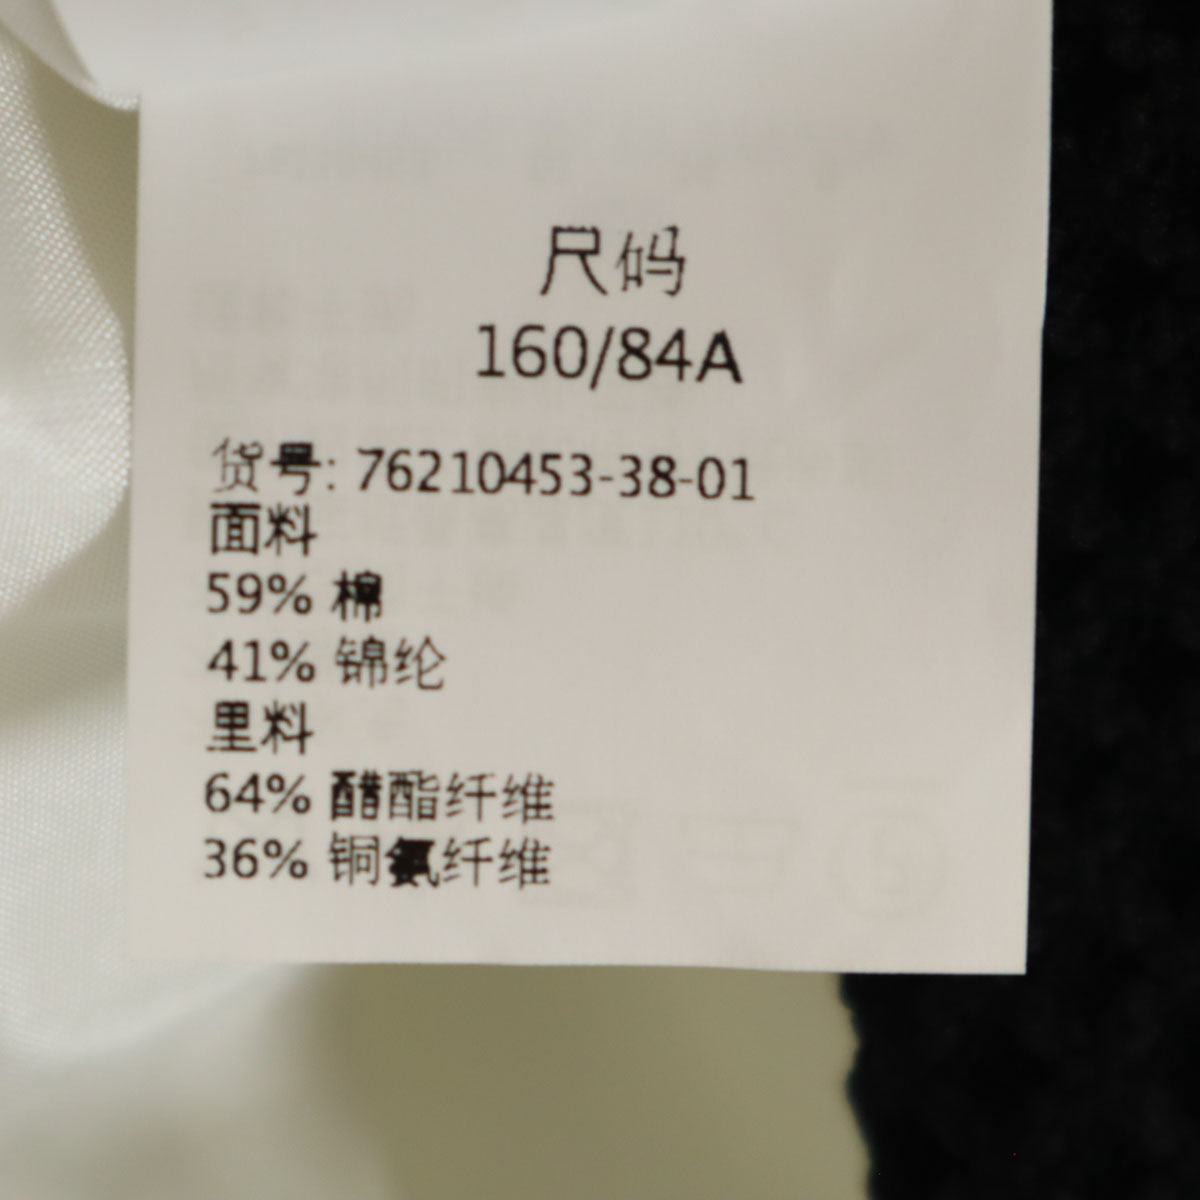 尺码
160/84A
货号: 76210453-38-01
面料
59% 棉
41% 锦纶
里料
64% 醋酯纤维
36% 铜氨纤维